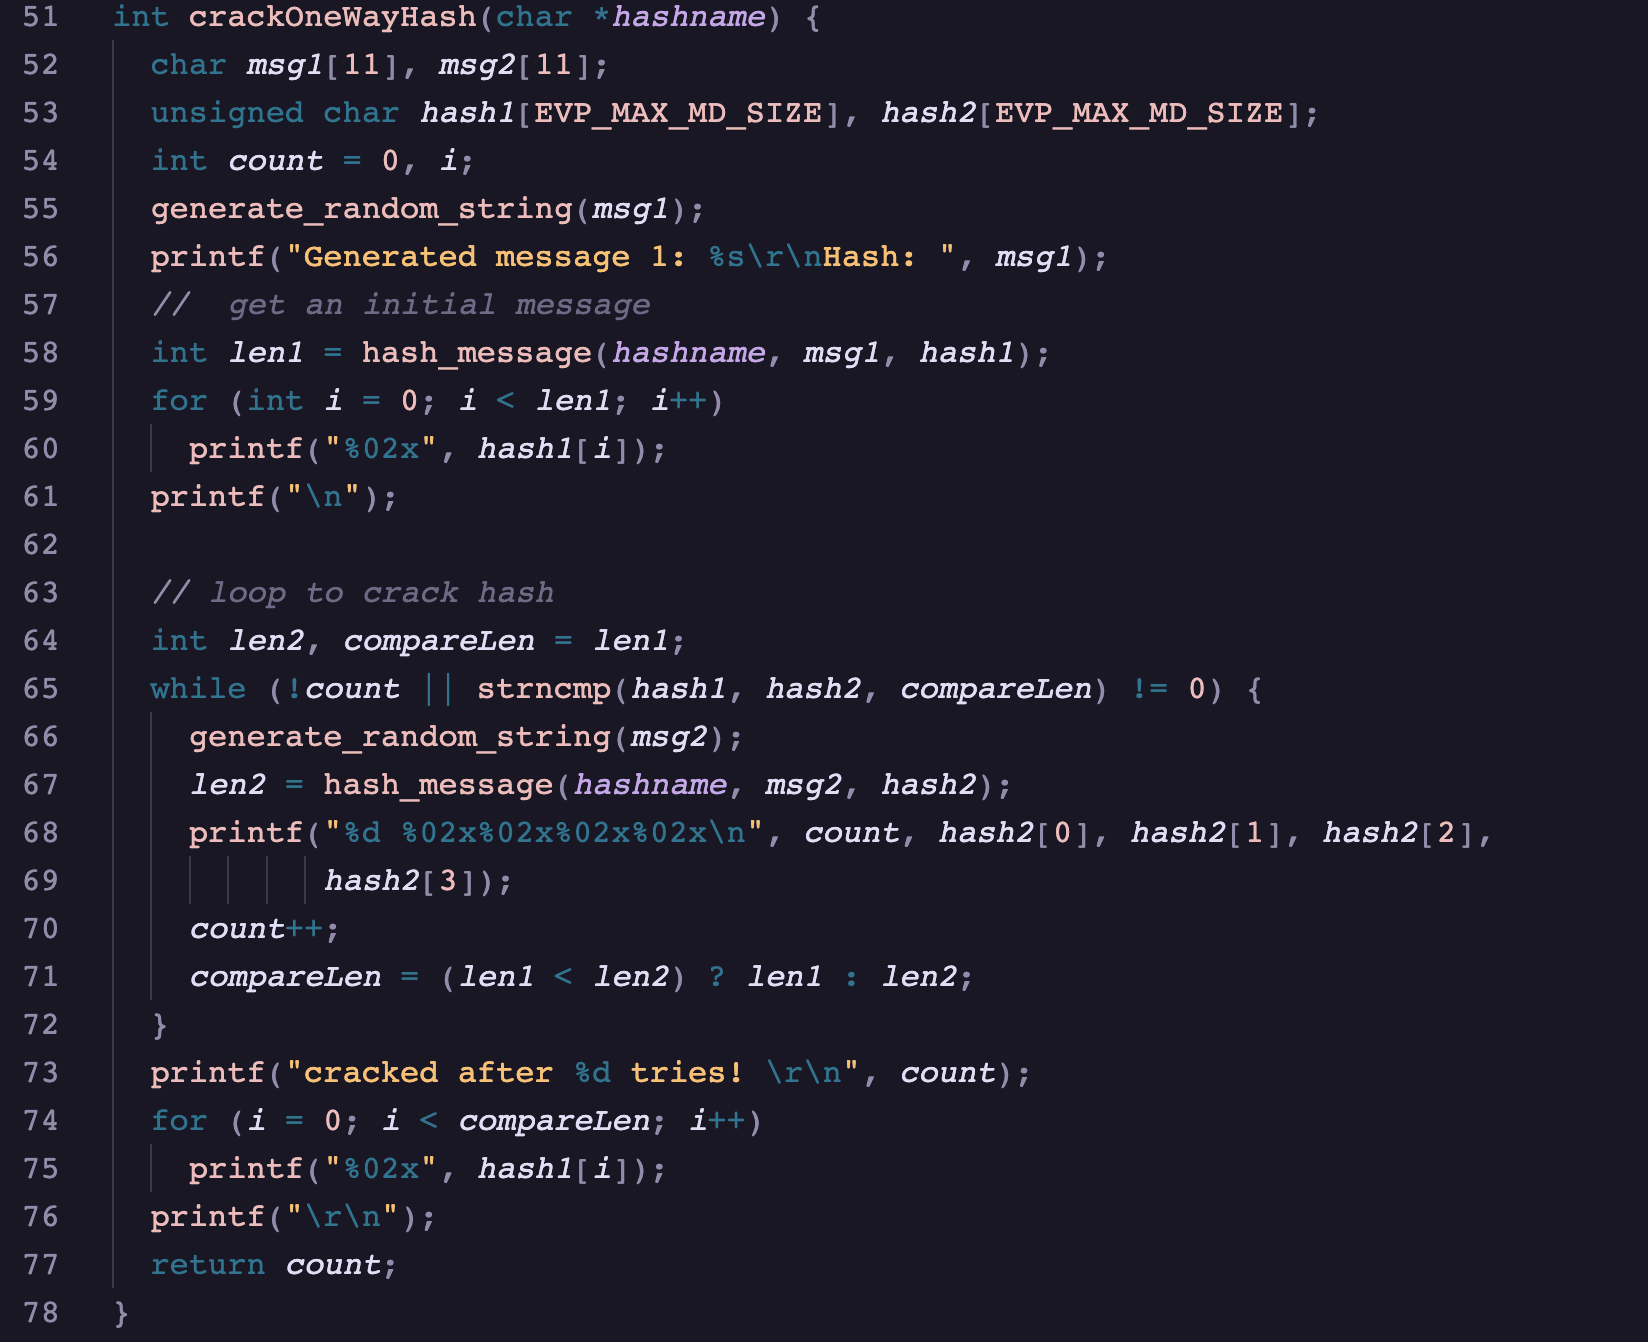 51 int crackOneWayHash(char *hashname) {
52 char msg1[11], msg2[11];
53 unsigned char hash1[EVP_MAX_MD_SIZE], hash2[EVP_MAX_MD_SIZE];
54 int count = 0, i;
55 generate_random_string(msg1);
56 printf("Generated message 1: %s\r\nHash: ", msg1);
57 //  get an initial message
58 int len1 = hash_message(hashname, msg1, hash1);
59 for (int i = 0; i < len1; i++)
60 printf("%02x", hash1[i]);
61 printf("\n");
62
63 // loop to crack hash
64 int len2, compareLen = len1;
65 while (!count || strncmp(hash1, hash2, compareLen) != 0) {
66 generate_random_string(msg2);
67 len2 = hash_message(hashname, msg2, hash2);
68 printf("%d %02x%02x%02x%02x\n", count, hash2[0], hash2[1], hash2[2],
69 hash2[3]);
70 count++;
71 compareLen = (len1 < len2) ? len1 : len2;
72 }
73 printf("cracked after %d tries! \r\n", count);
74 for (i = 0; i < compareLen; i++)
75 printf("%02x", hash1[i]);
76 printf("\r\n");
77 return count;
78 }